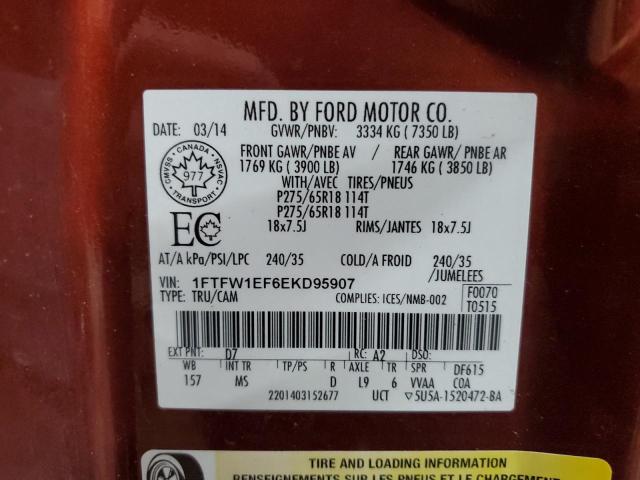 MFD. BY FORD MOTOR CO.
DATE: 03/14 GVWR/PNBV: 3334 KG ( 7350 LB)
FRONT GAWR/PNBE AV / REAR GAWR/ PNBE AR
1769 KG ( 3900 LB) 1746 KG ( 3850 LB)
CMVSS · CANADA · NSVAC · TRANSPORT
977
WITH/AVEC TIRES/PNEUS
P275/65R18 114T
P275/65R18 114T
EC
18x7.5J RIMS/JANTES 18x7.5J
AT/A kPa/PSI/LPC 240/35 COLD/A FROID 240/35
/JUMELEES
VIN: 1FTFW1EF6EKD95907
TYPE: TRU/CAM COMPLIES: ICES/NMB-002
F0070
T0515
EXT PNT: D7 RC: A2 DSO:
WB INT TR TP/PS R AXLE TR SPR DF615
157 MS D L9 6 VVAA COA
2201403152677 UCT ▽5U5A-1520472-BA
TIRE AND LOADING INFORMATION
RENSEIGNEMENTS SUR LES PNEUS ET LE CHARGEMENT